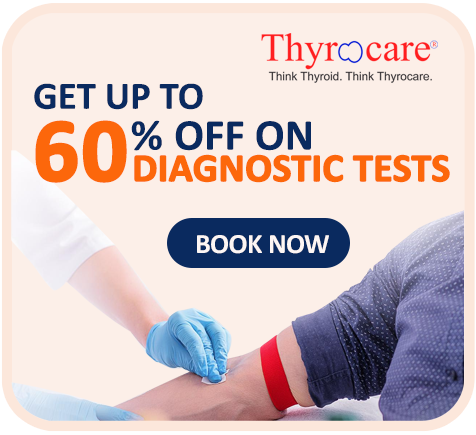 Thyrocare®
Think Thyroid. Think Thyrocare.
GET UP TO
60% OFF ON
DIAGNOSTIC TESTS
BOOK NOW